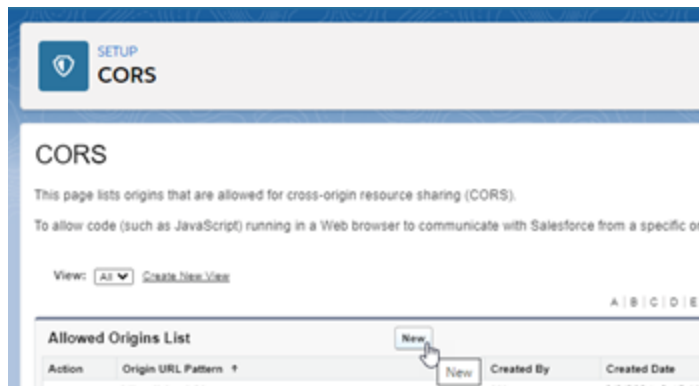 SETUP
CORS
CORS
This page lists origins that are allowed for cross-origin resource sharing (CORS).
To allow code (such as JavaScript) running in a Web browser to communicate with Salesforce from a specific
View: All Create New View
A | B | C | D | E
Allowed Origins List New
New
Action Origin URL Pattern ↑ Created By Created Date